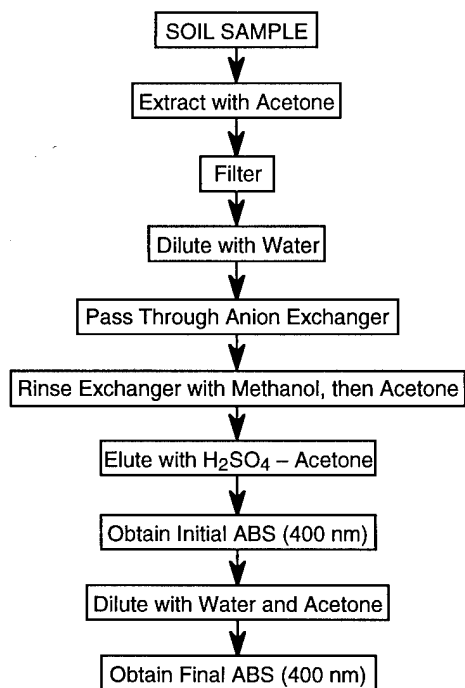 SOIL SAMPLE
Extract with Acetone
Filter
Dilute with Water
Pass Through Anion Exchanger
Rinse Exchanger with Methanol, then Acetone
Elute with H₂SO₄ – Acetone
Obtain Initial ABS (400 nm)
Dilute with Water and Acetone
Obtain Final ABS (400 nm)